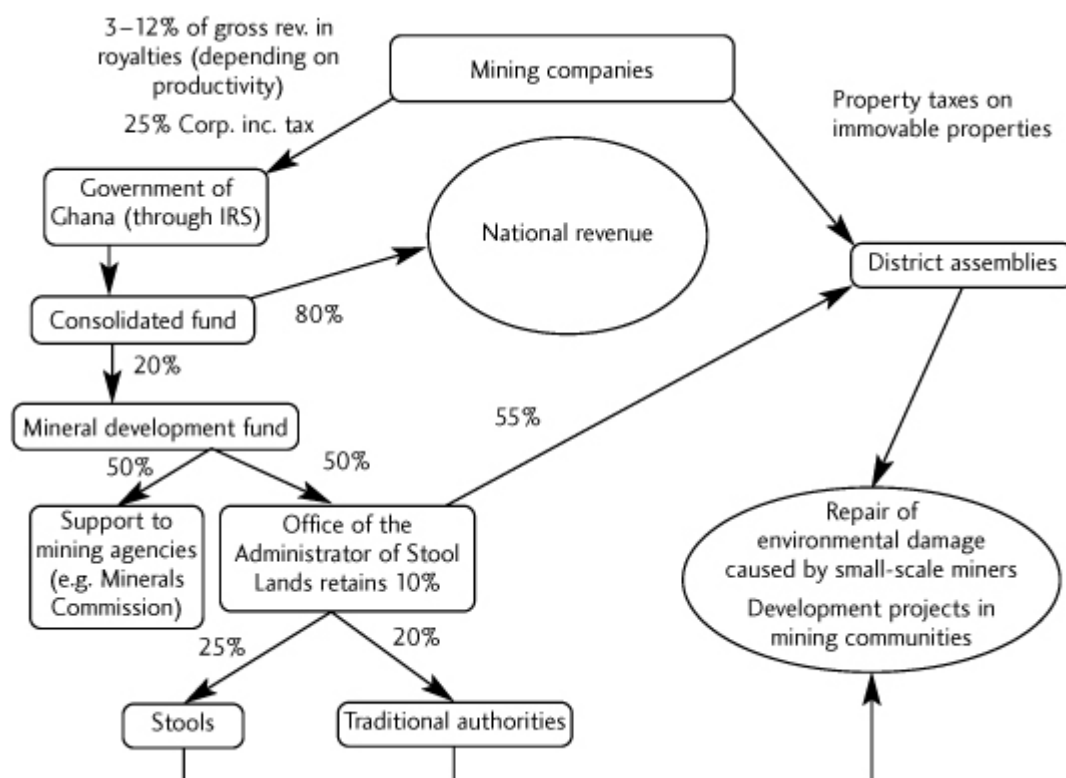 3–12% of gross rev. in
royalties (depending on
productivity)
25% Corp. inc. tax
Mining companies
Property taxes on
immovable properties
Government of
Ghana (through IRS)
National revenue
District assemblies
Consolidated fund
80%
20%
Mineral development fund
55%
50%
50%
Support to
mining agencies
(e.g. Minerals
Commission)
Office of the
Administrator of Stool
Lands retains 10%
Repair of
environmental damage
caused by small-scale miners
Development projects in
mining communities
25%
20%
Stools
Traditional authorities